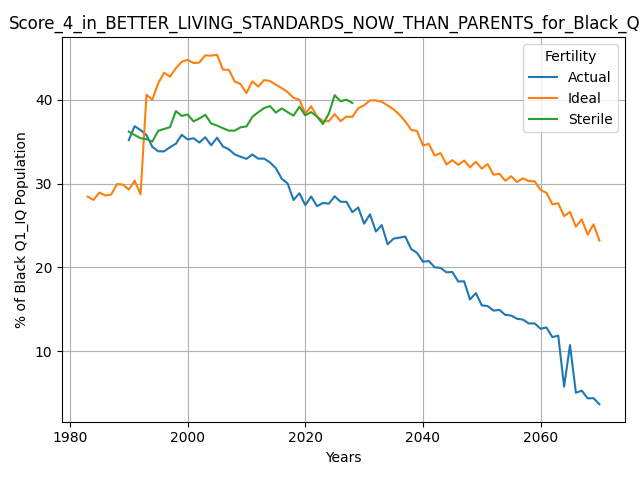 Score_4_in_BETTER_LIVING_STANDARDS_NOW_THAN_PARENTS_for_Black_Q
Fertility
Actual
Ideal
Sterile
% of Black Q1_IQ Population
40
30
20
10
1980
2000
2020
2040
2060
Years